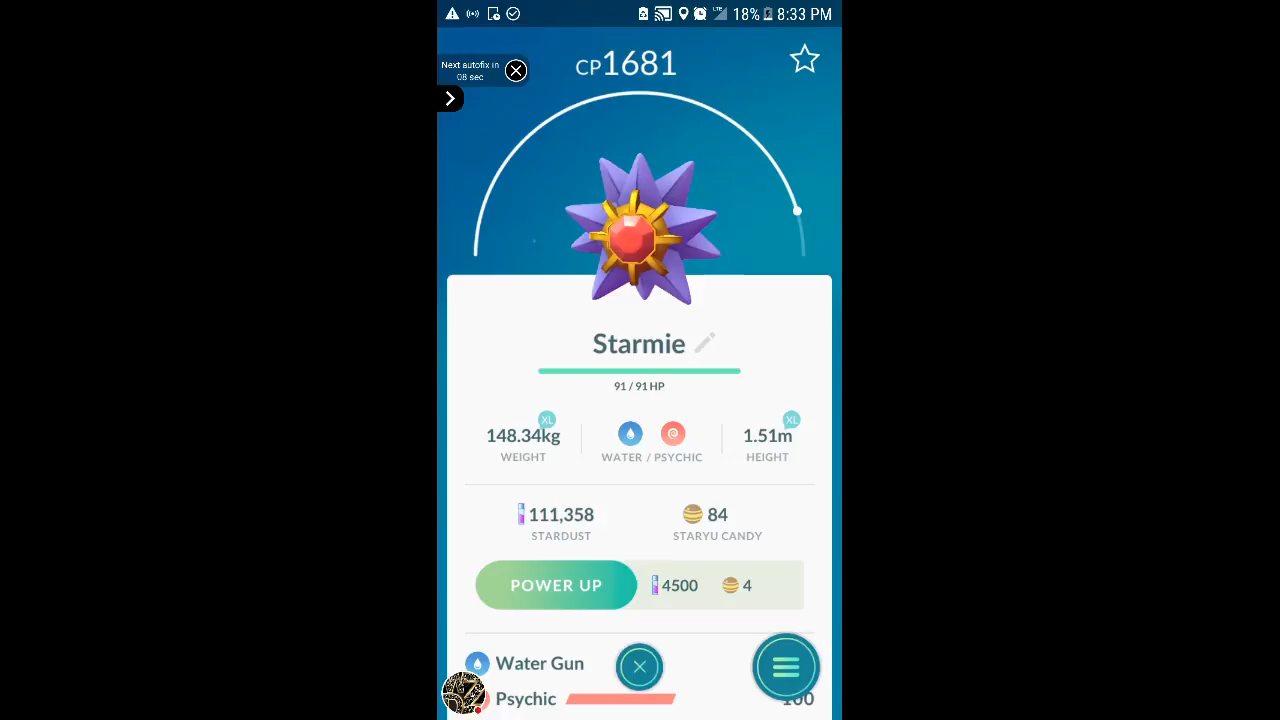 LTE 18% 8:33 PM
Next autofix in
08 sec
CP1681
Starmie
91 / 91 HP
XL
XL
148.34kg
1.51m
WEIGHT
WATER / PSYCHIC
HEIGHT
111,358
84
STARDUST
STARYU CANDY
POWER UP
4500
4
Water Gun
Psychic
100